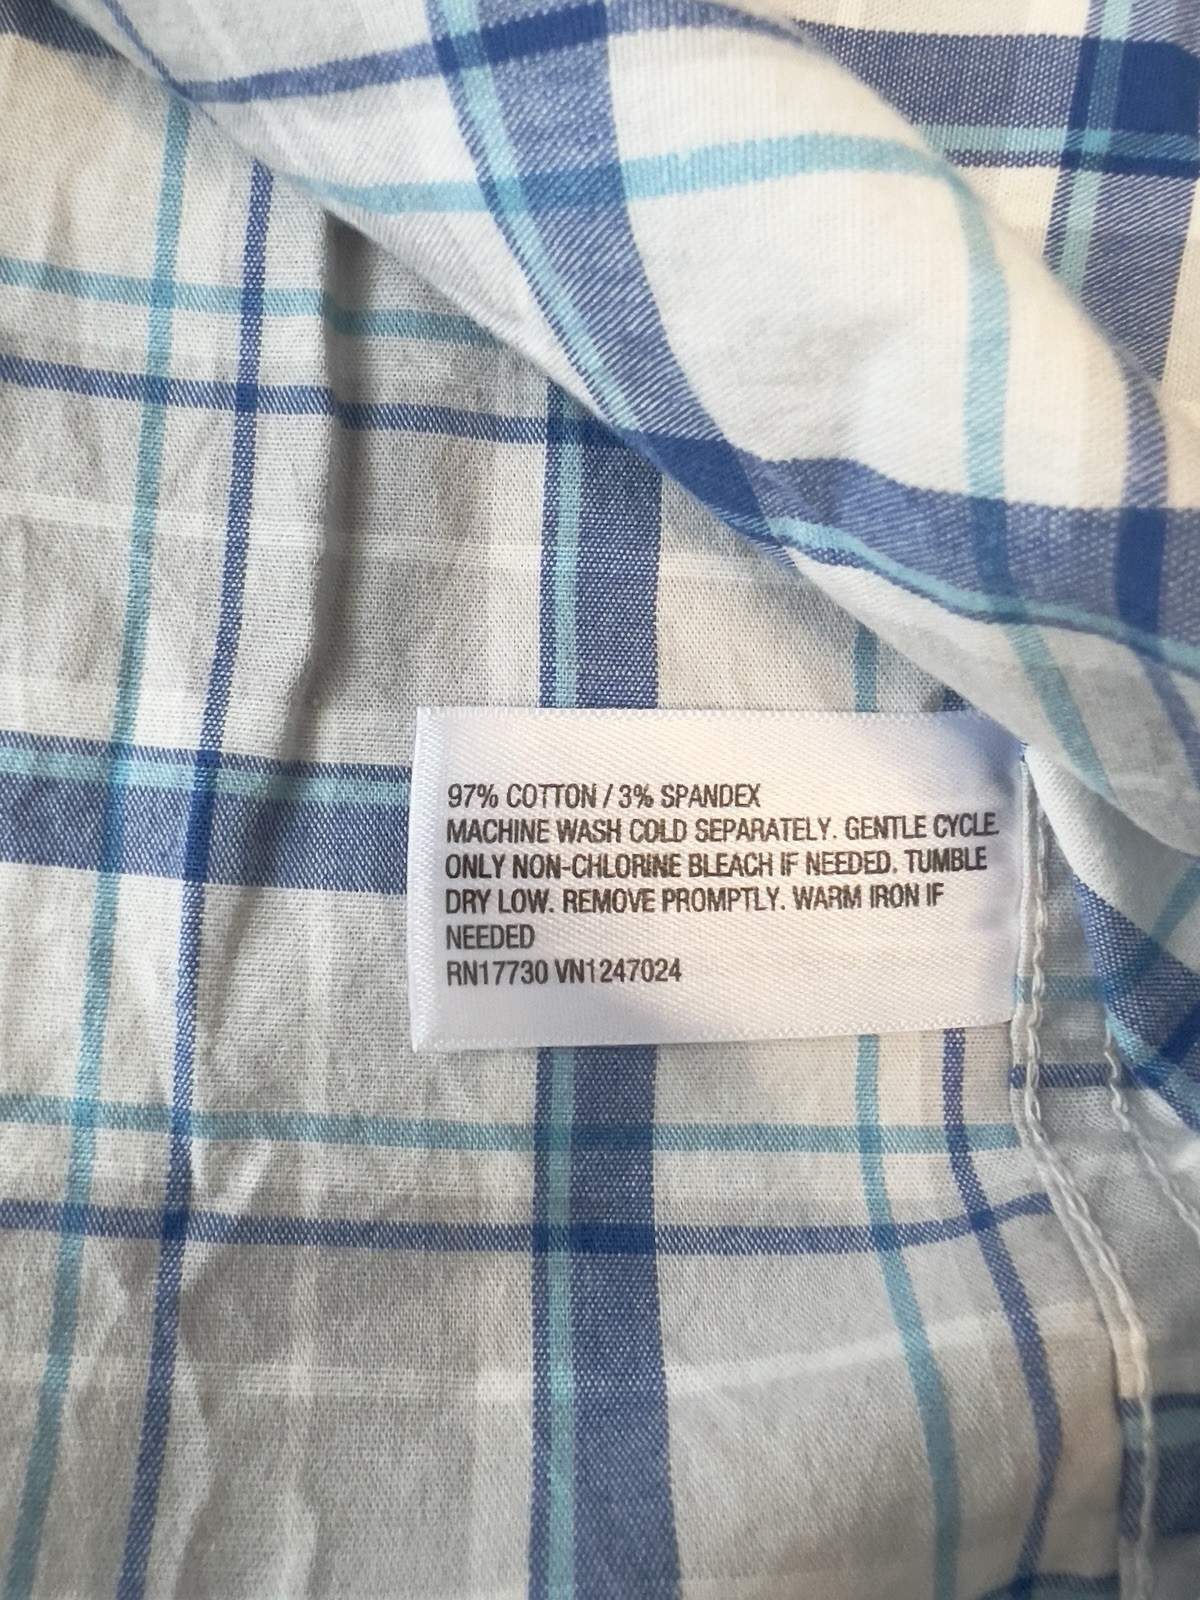 97% COTTON / 3% SPANDEX
MACHINE WASH COLD SEPARATELY. GENTLE CYCLE.
ONLY NON-CHLORINE BLEACH IF NEEDED. TUMBLE
DRY LOW. REMOVE PROMPTLY. WARM IRON IF
NEEDED
RN17730 VN1247024